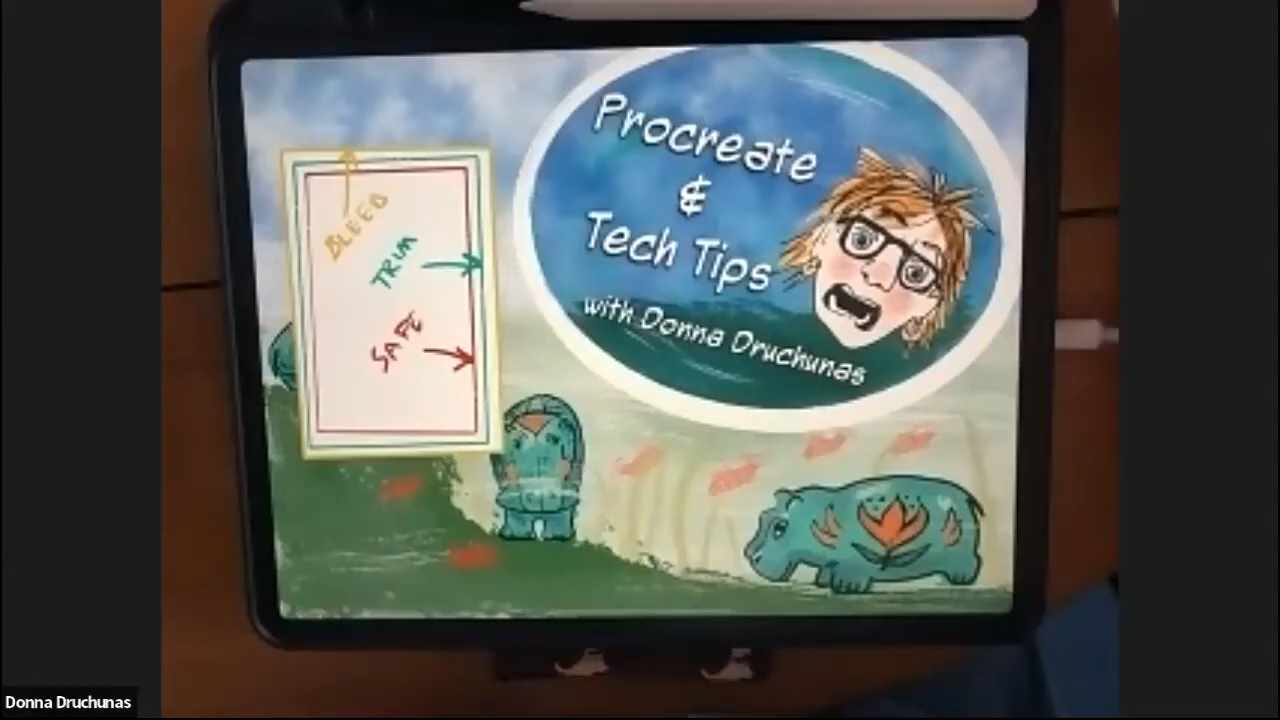 Procreate
&
Tech Tips
with Donna Druchunas
BLEED
TRIM
SAFE
Donna Druchunas